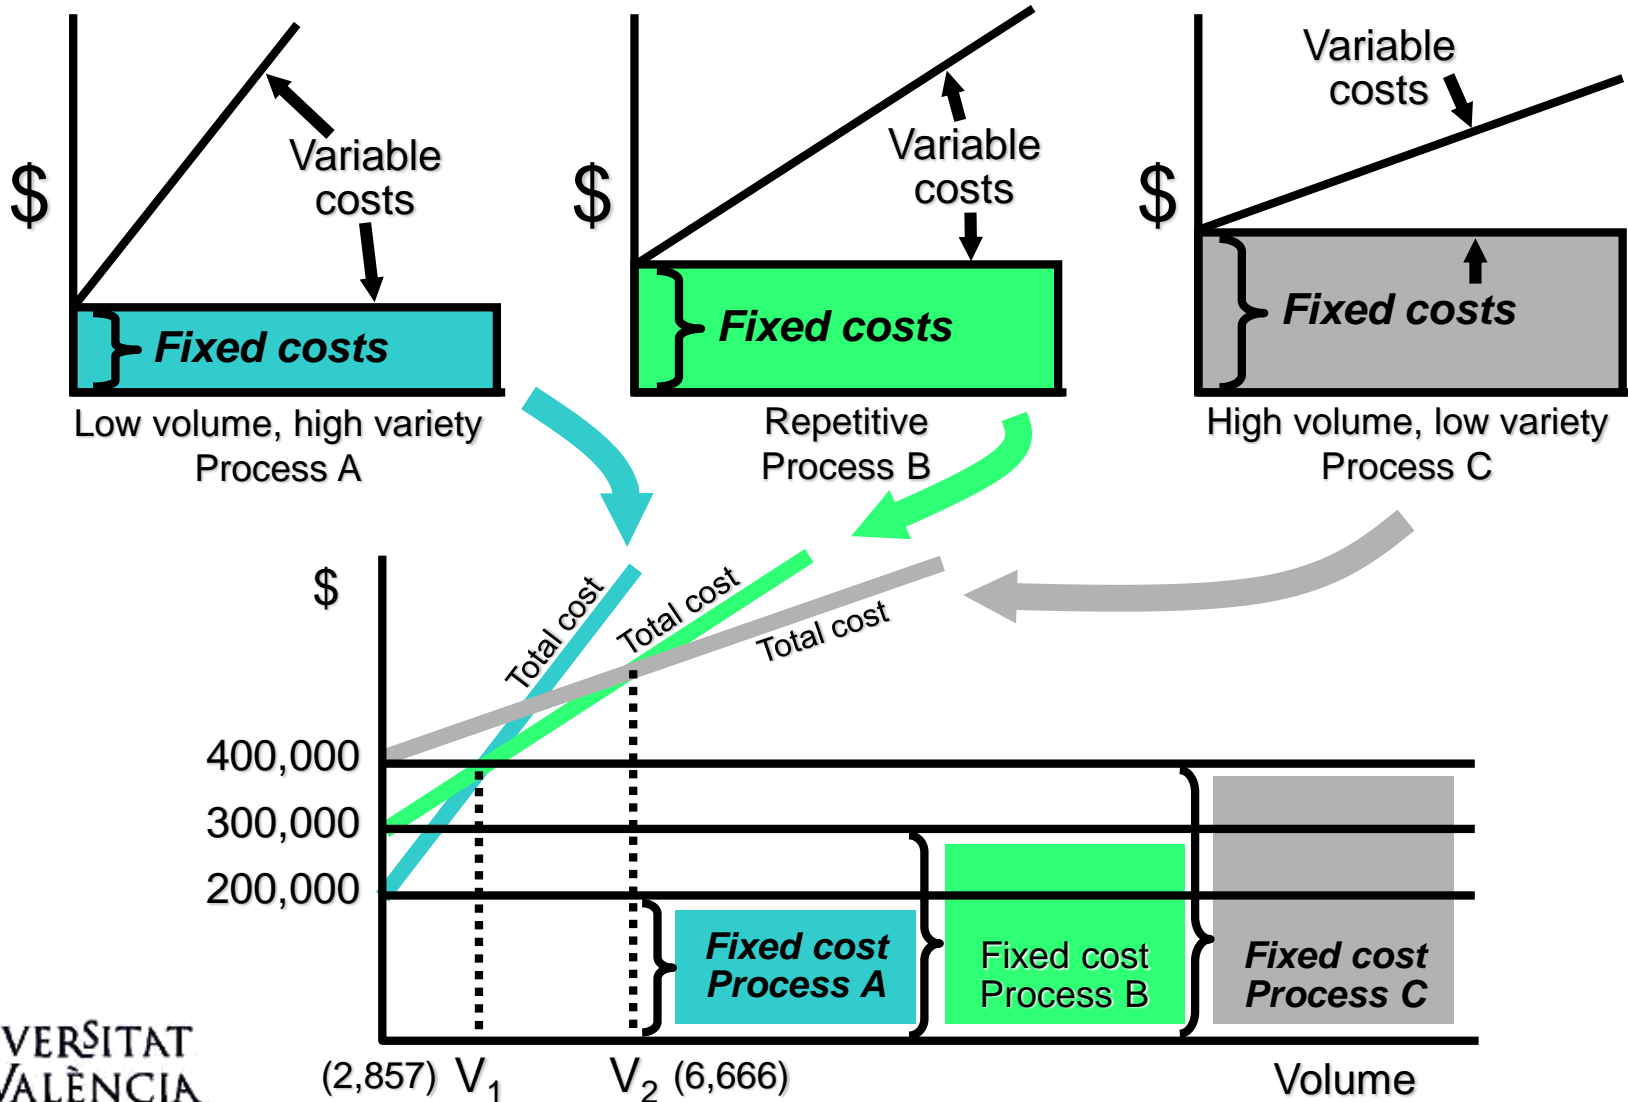 $
Variable
costs
Fixed costs
Low volume, high variety
Process A
$
Variable
costs
Fixed costs
Repetitive
Process B
$
Variable
costs
Fixed costs
High volume, low variety
Process C
$
Total cost
Total cost
Total cost
400,000
300,000
200,000
Fixed cost
Process A
Fixed cost
Process B
Fixed cost
Process C
(2,857) V1 V2 (6,666) Volume
VERSITAT
VALÈNCIA